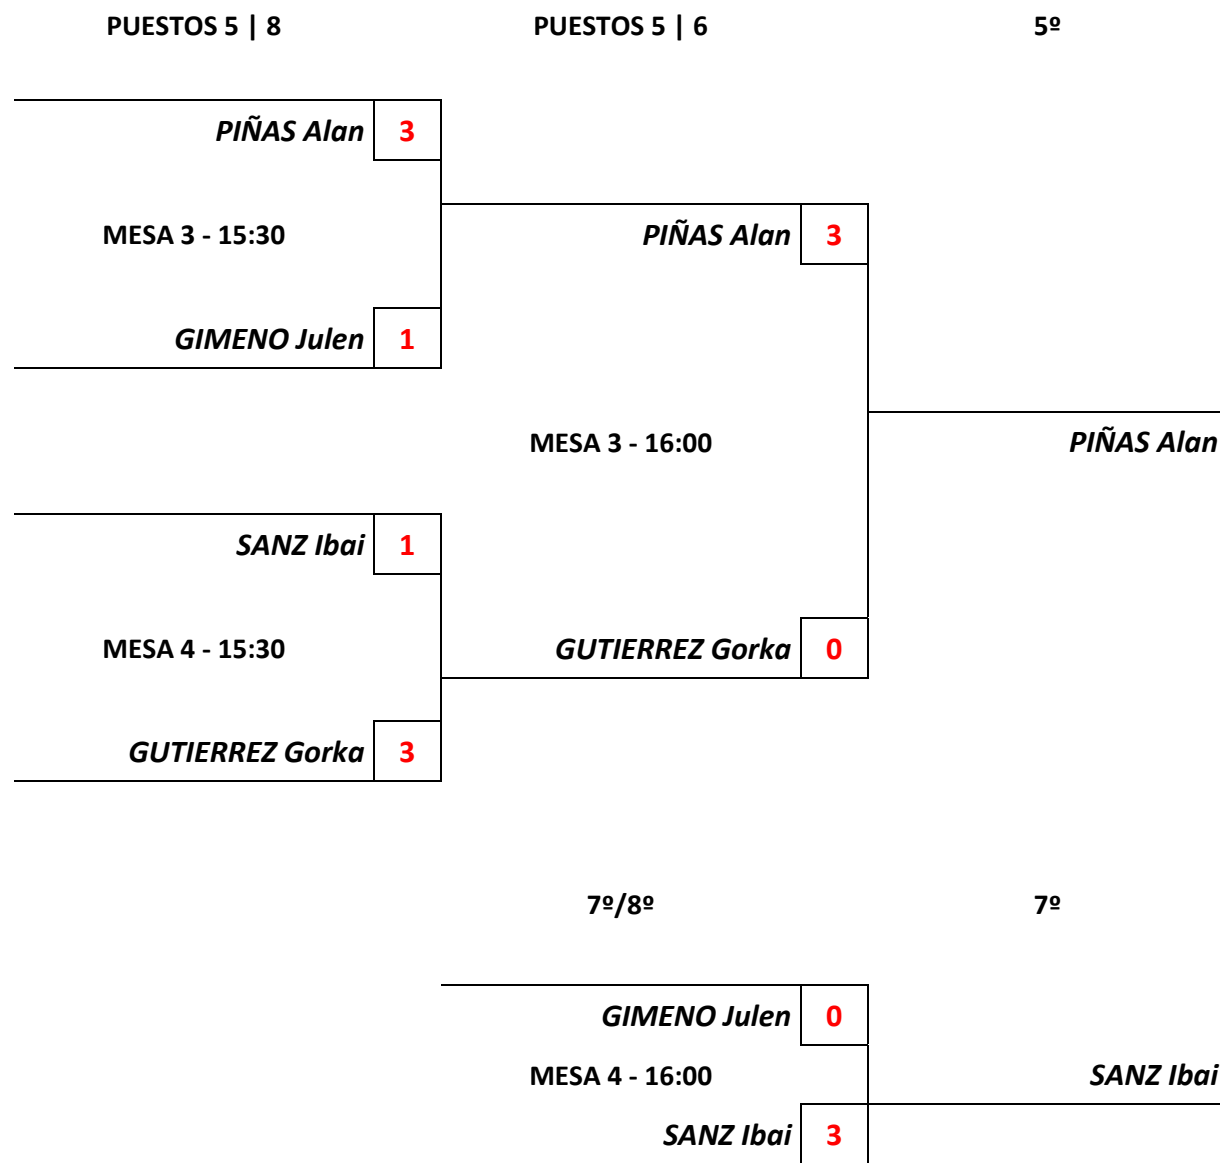 PUESTOS 5 | 8 PUESTOS 5 | 6 5º
PIÑAS Alan 3
MESA 3 - 15:30 PIÑAS Alan 3
GIMENO Julen 1
MESA 3 - 16:00 PIÑAS Alan
SANZ Ibai 1
MESA 4 - 15:30 GUTIERREZ Gorka 0
GUTIERREZ Gorka 3
7º/8º 7º
GIMENO Julen 0
MESA 4 - 16:00 SANZ Ibai
SANZ Ibai 3